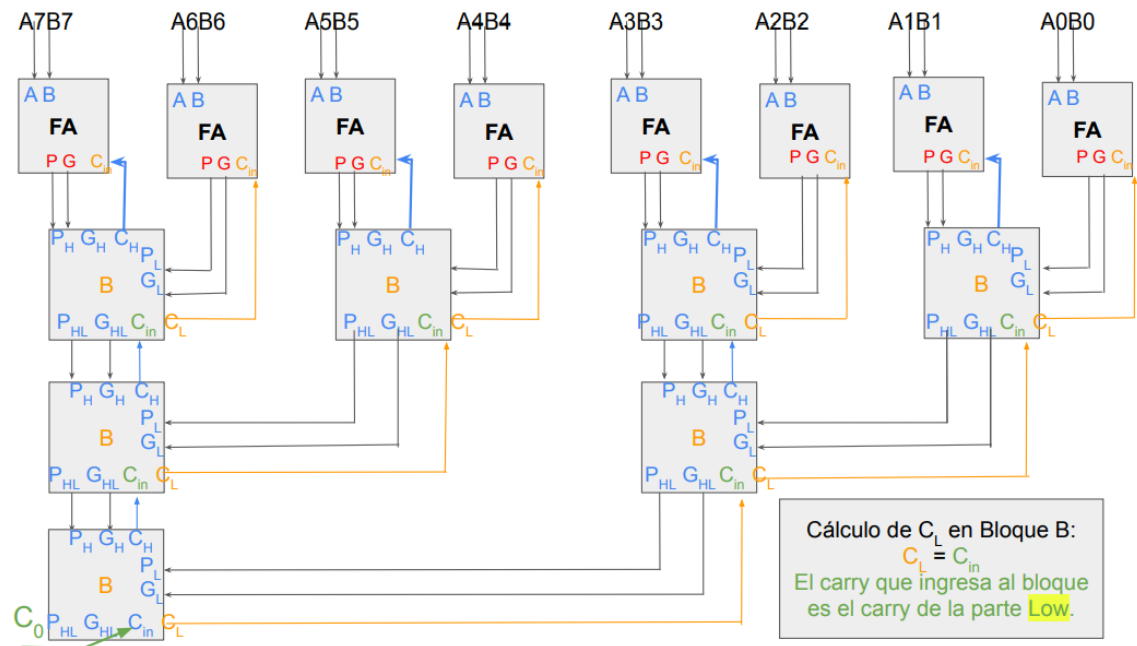 A7B7 A6B6 A5B5 A4B4 A3B3 A2B2 A1B1 A0B0
A B A B A B A B A B A B A B A B
FA FA FA FA FA FA FA FA
P G Cin P G Cin P G Cin P G Cin P G Cin P G Cin P G Cin P G Cin
PH GH CH PH GH CH PH GH CH PH GH CH
PL PL PL
B B B B
GL GL GL
PHL GHL Cin CL PHL GHL Cin CL PHL GHL Cin CL PHL GHL Cin CL
PH GH CH PH GH CH
PL PL
B B
GL GL
PHL GHL Cin CL PHL GHL Cin CL
PH GH CH
PL
B
GL
C0 PHL GHL Cin CL
Cálculo de CL en Bloque B:
CL = Cin
El carry que ingresa al bloque
es el carry de la parte Low.